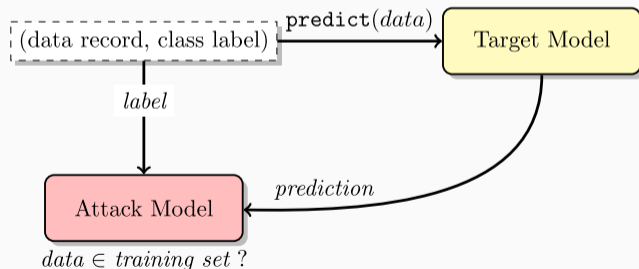 predict(data)
(data record, class label)
Target Model
label
prediction
Attack Model
data ∈ training set ?